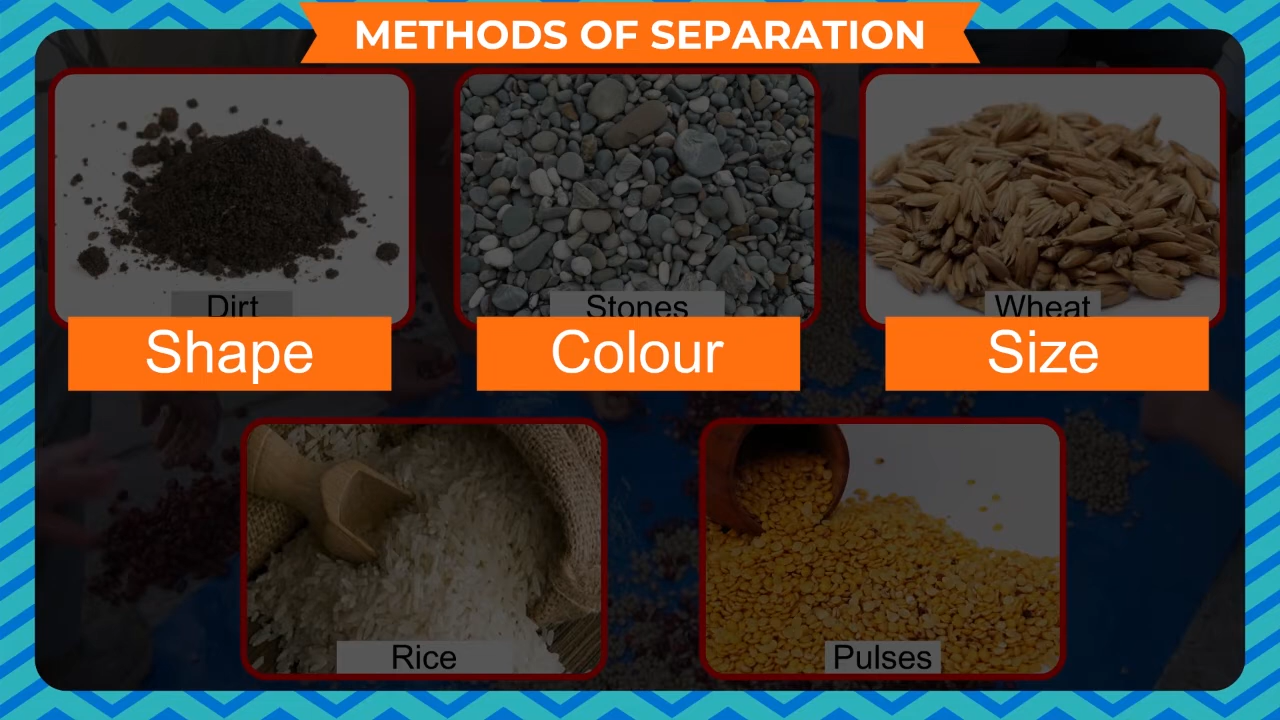 METHODS OF SEPARATION
Dirt
Stones
Wheat
Shape
Colour
Size
Rice
Pulses